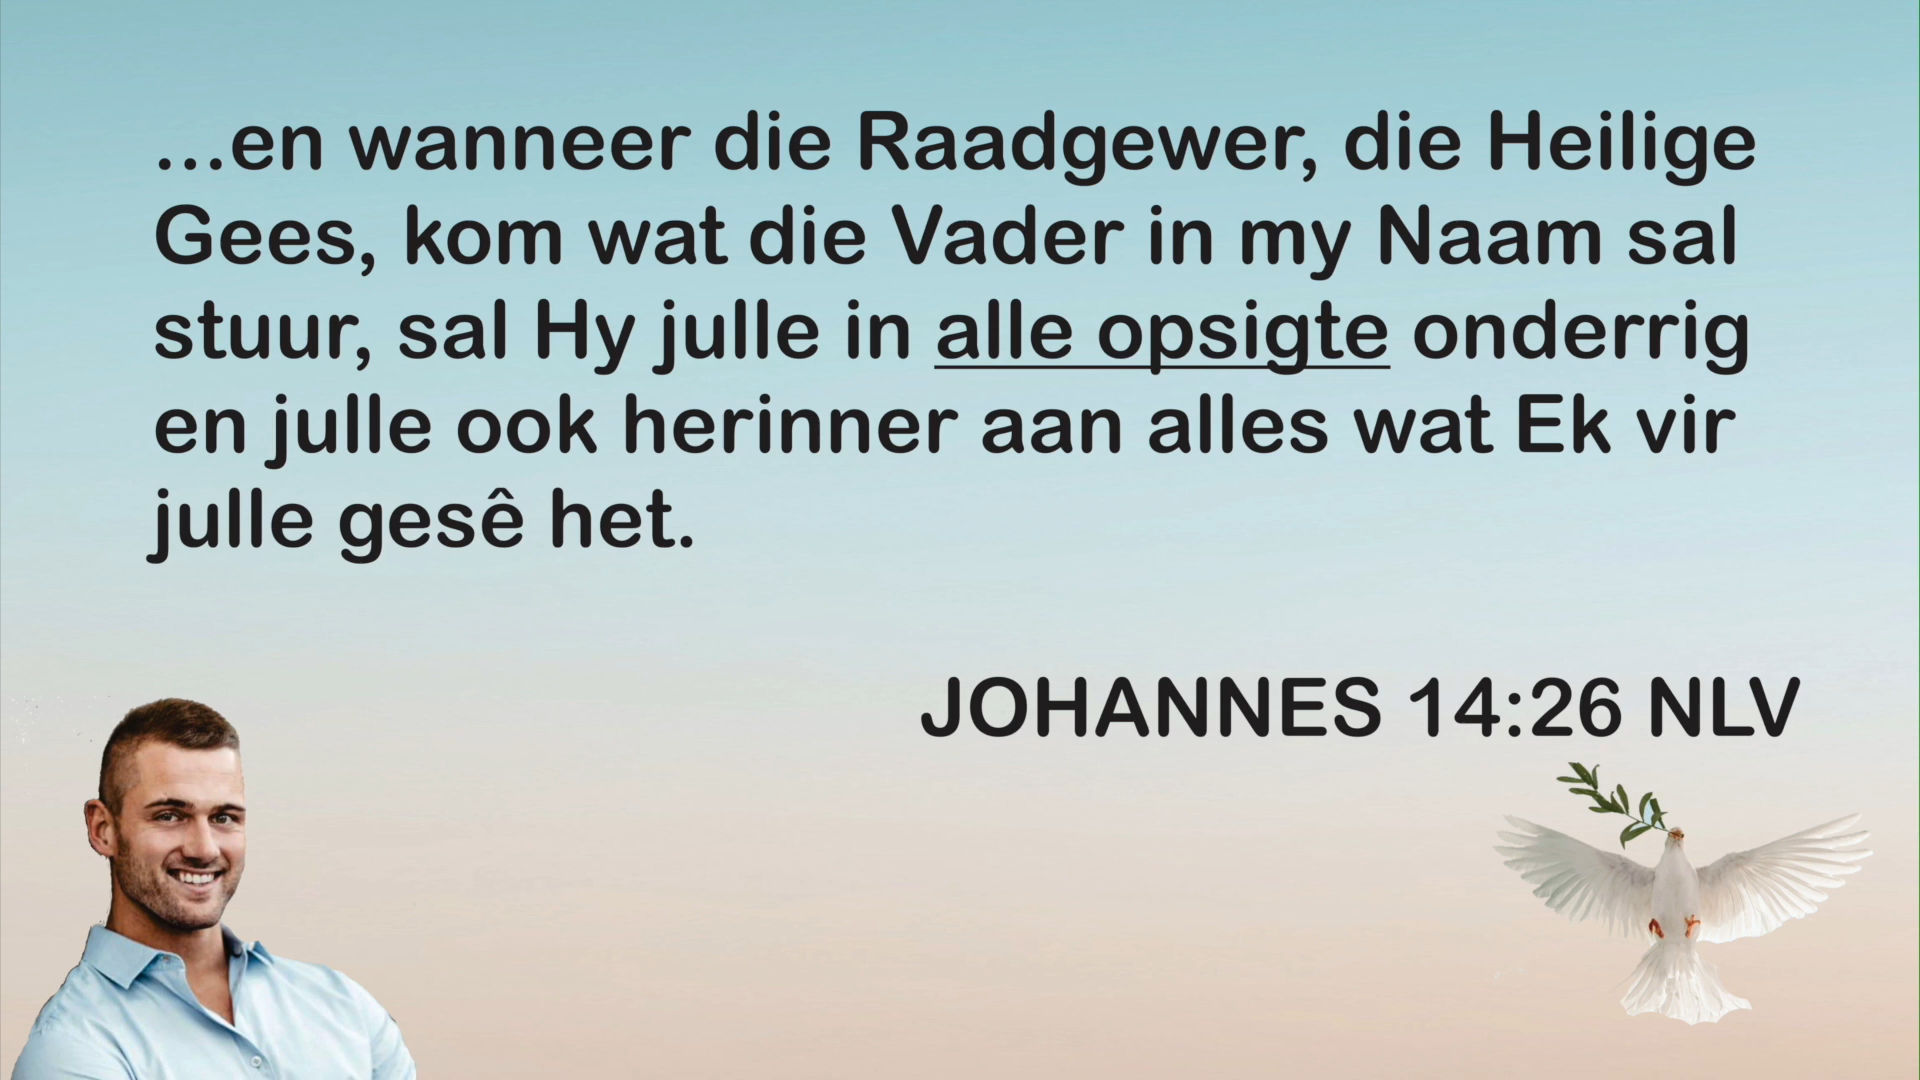 ...en wanneer die Raadgewer, die Heilige
Gees, kom wat die Vader in my Naam sal
stuur, sal Hy julle in alle opsigte onderrig
en julle ook herinner aan alles wat Ek vir
julle gesê het.
JOHANNES 14:26 NLV